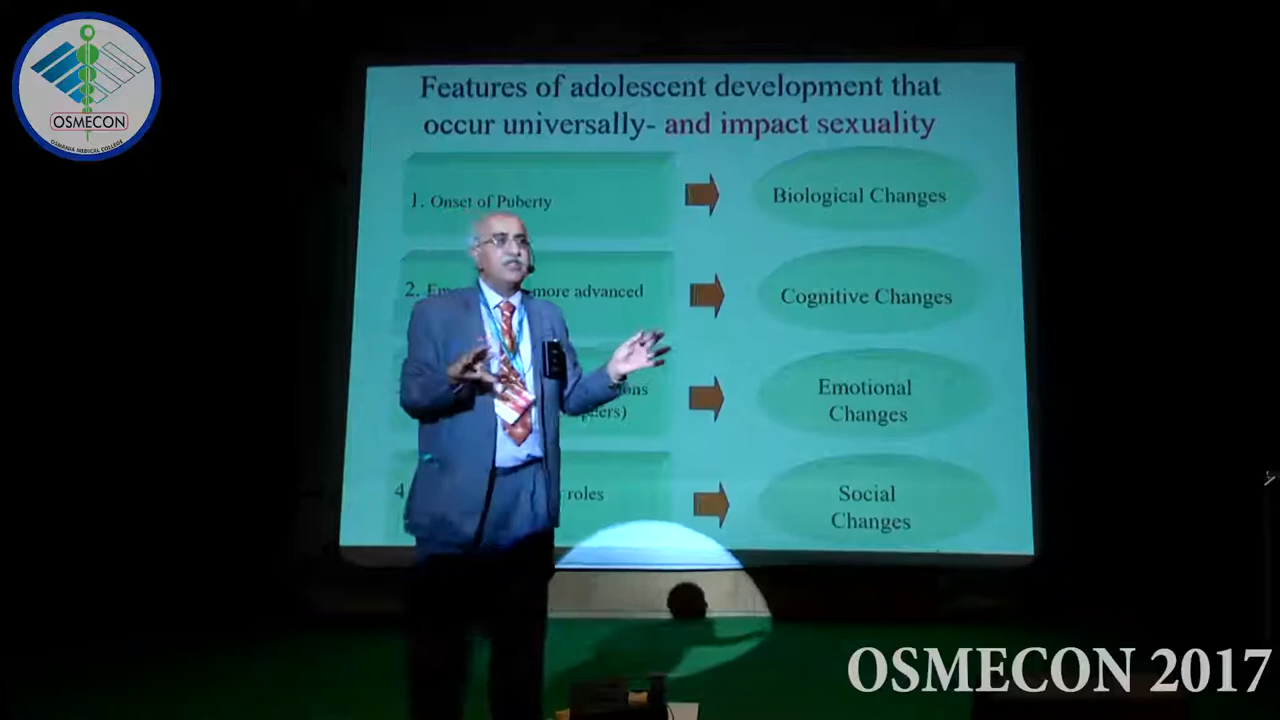 OSMECON
OSMANIA MEDICAL COLLEGE
Features of adolescent development that
occur universally- and impact sexuality
1. Onset of Puberty
Biological Changes
2.
more advanced
Cognitive Changes
Emotional
Changes
4
roles
Social
Changes
OSMECON 2017